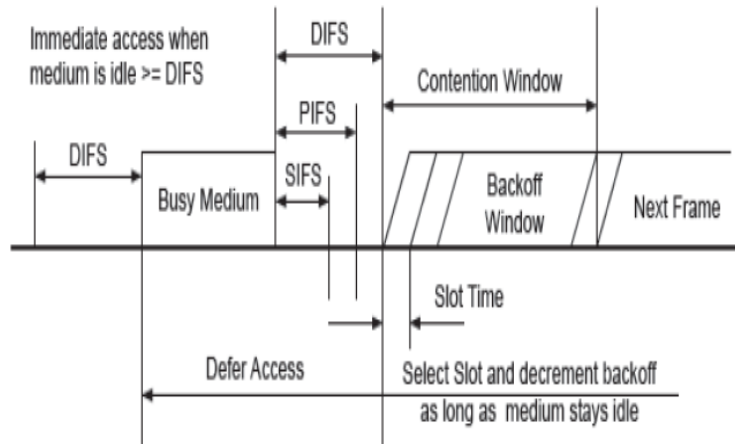 Immediate access when
medium is idle >= DIFS
DIFS
DIFS
Contention Window
PIFS
SIFS
Busy Medium
Backoff
Window
Next Frame
Slot Time
Defer Access
Select Slot and decrement backoff
as long as medium stays idle